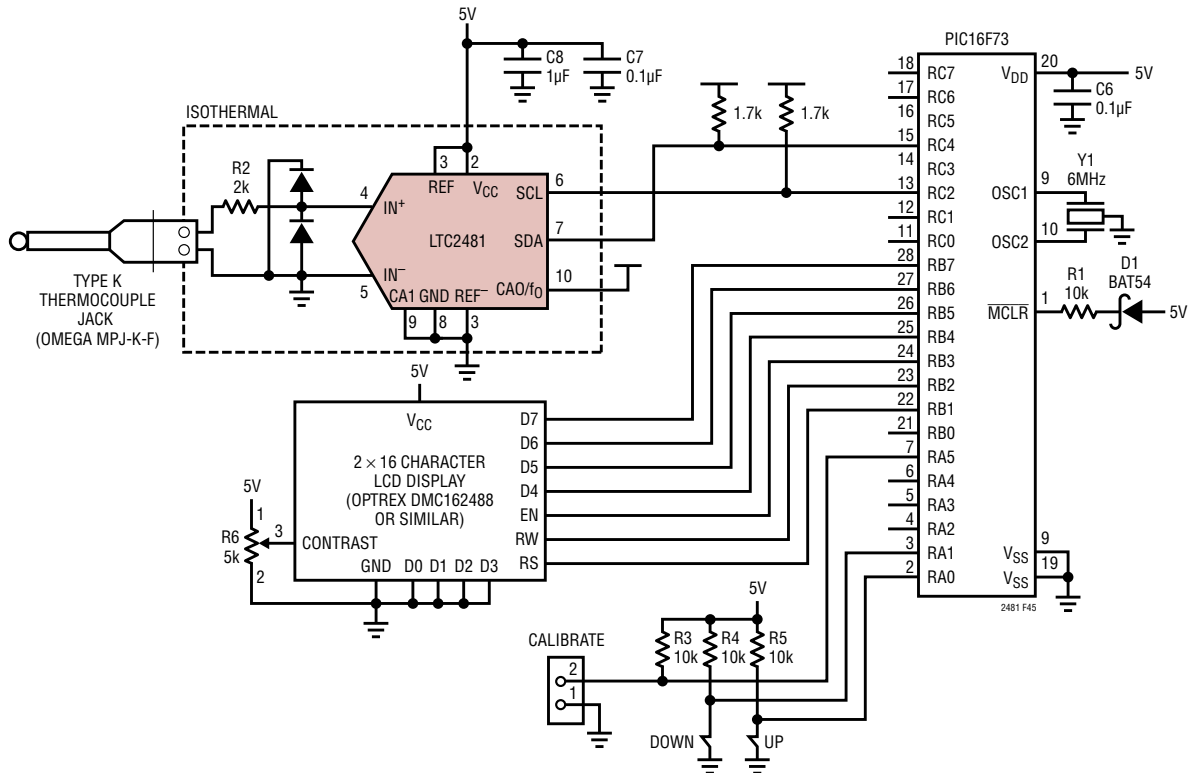 5V
C8
1µF
C7
0.1µF
ISOTHERMAL
R2
2k
4
IN+
5
IN−
3
REF
2
VCC
LTC2481
SCL
6
SDA
7
CA0/fO
10
CA1
GND
REF−
9
8
3
TYPE K
THERMOCOUPLE
JACK
(OMEGA MPJ-K-F)
1.7k
1.7k
PIC16F73
18
RC7
17
RC6
16
RC5
15
RC4
14
RC3
13
RC2
12
RC1
11
RC0
28
RB7
27
RB6
26
RB5
25
RB4
24
RB3
23
RB2
22
RB1
21
RB0
7
RA5
6
RA4
5
RA3
4
RA2
3
RA1
2
RA0
VDD
20
5V
C6
0.1µF
Y1
6MHz
OSC1
9
OSC2
10
MCLR
1
R1
10k
D1
BAT54
5V
VSS
9
VSS
19
2481 F45
5V
VCC
2 × 16 CHARACTER
LCD DISPLAY
(OPTREX DMC162488
OR SIMILAR)
D7
D6
D5
D4
EN
RW
RS
CONTRAST
GND
D0
D1
D2
D3
5V
1
R6
5k
3
2
5V
R3
10k
R4
10k
R5
10k
CALIBRATE
2
1
DOWN
UP